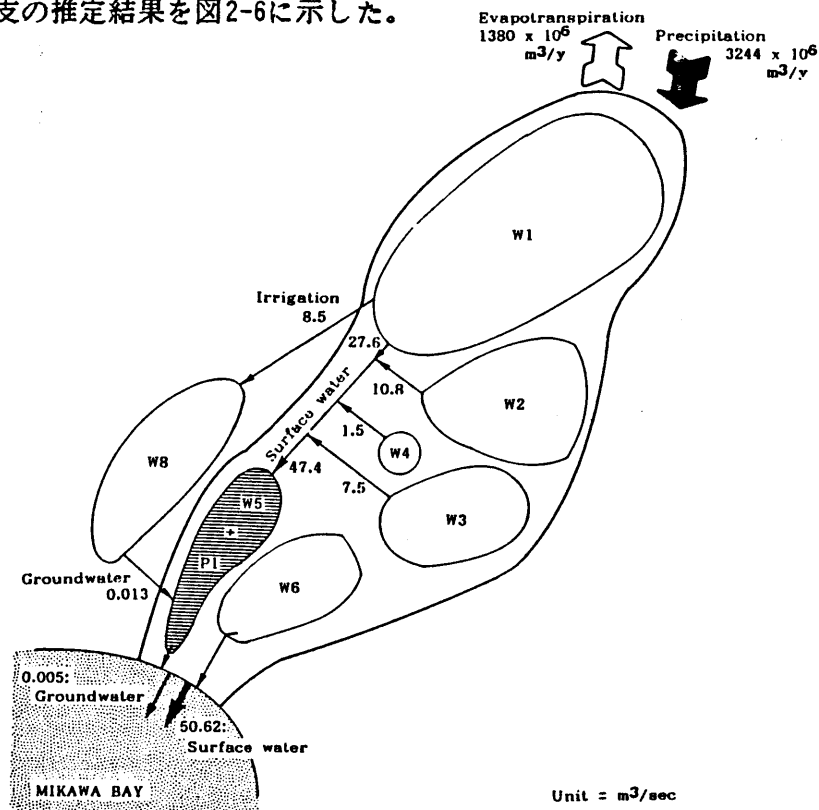 支の推定結果を図2-6に示した。
Evapotranspiration
1380 x 10⁶
m³/y
Precipitation
3244 x 10⁶
m³/y
W1
Irrigation
8.5
27.6
Surface water
10.8
W2
1.5
W4
W8
47.4
7.5
W5
+
P1
W3
Groundwater
0.013
W6
0.005:
Groundwater
50.62:
Surface water
MIKAWA BAY
Unit = m³/sec